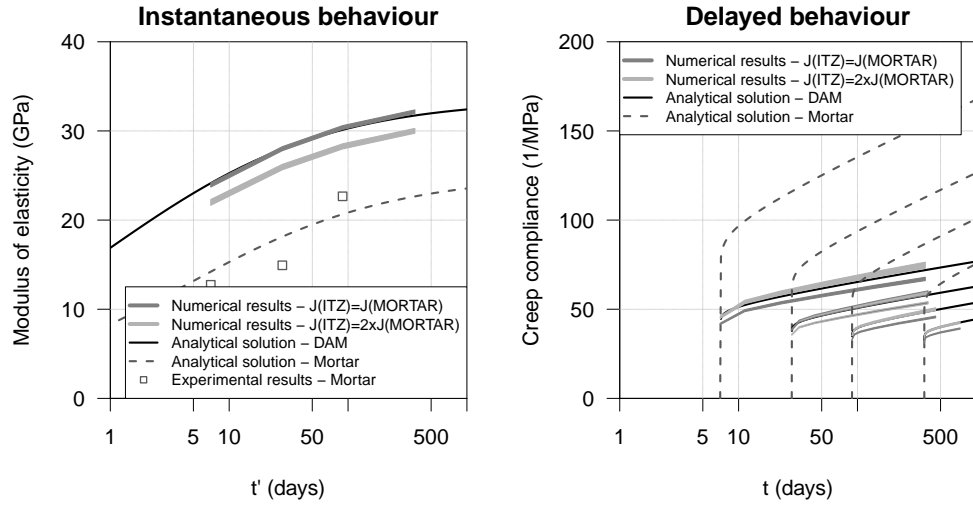 Instantaneous behaviour
Modulus of elasticity (GPa)
40
30
20
10
0
Numerical results – J(ITZ)=J(MORTAR)
Numerical results – J(ITZ)=2xJ(MORTAR)
Analytical solution – DAM
Analytical solution – Mortar
Experimental results – Mortar
1 5 10 50 500
t' (days)
Delayed behaviour
Creep compliance (1/MPa)
200
150
100
50
0
Numerical results – J(ITZ)=J(MORTAR)
Numerical results – J(ITZ)=2xJ(MORTAR)
Analytical solution – DAM
Analytical solution – Mortar
1 5 10 50 500
t (days)